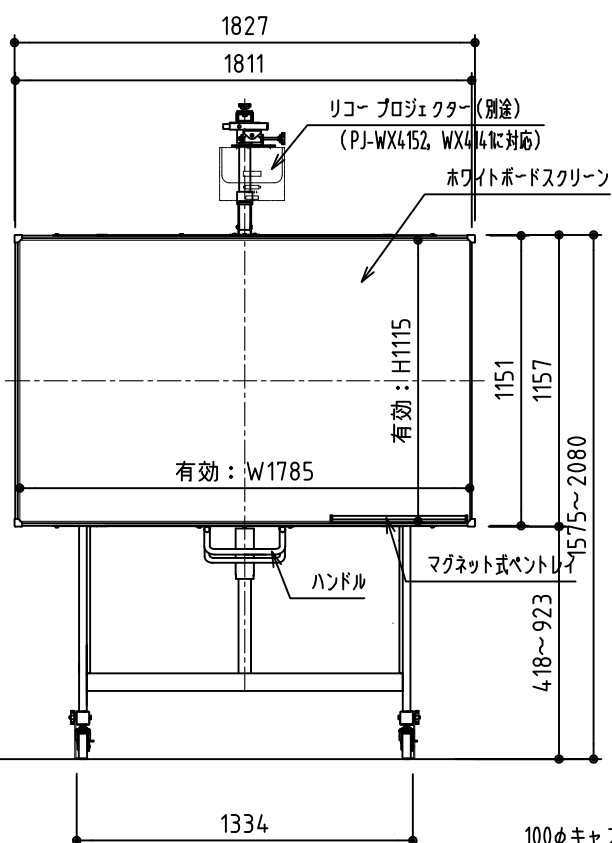 1827
1811
リコー プロジェクター(別途)
(PJ-WX4152, WX4141に対応)
ホワイトボードスクリーン
有効：H1115
1151
1157
1575～2080
有効：W1785
マグネット式ペントレイ
ハンドル
418～923
1334
100φキャス